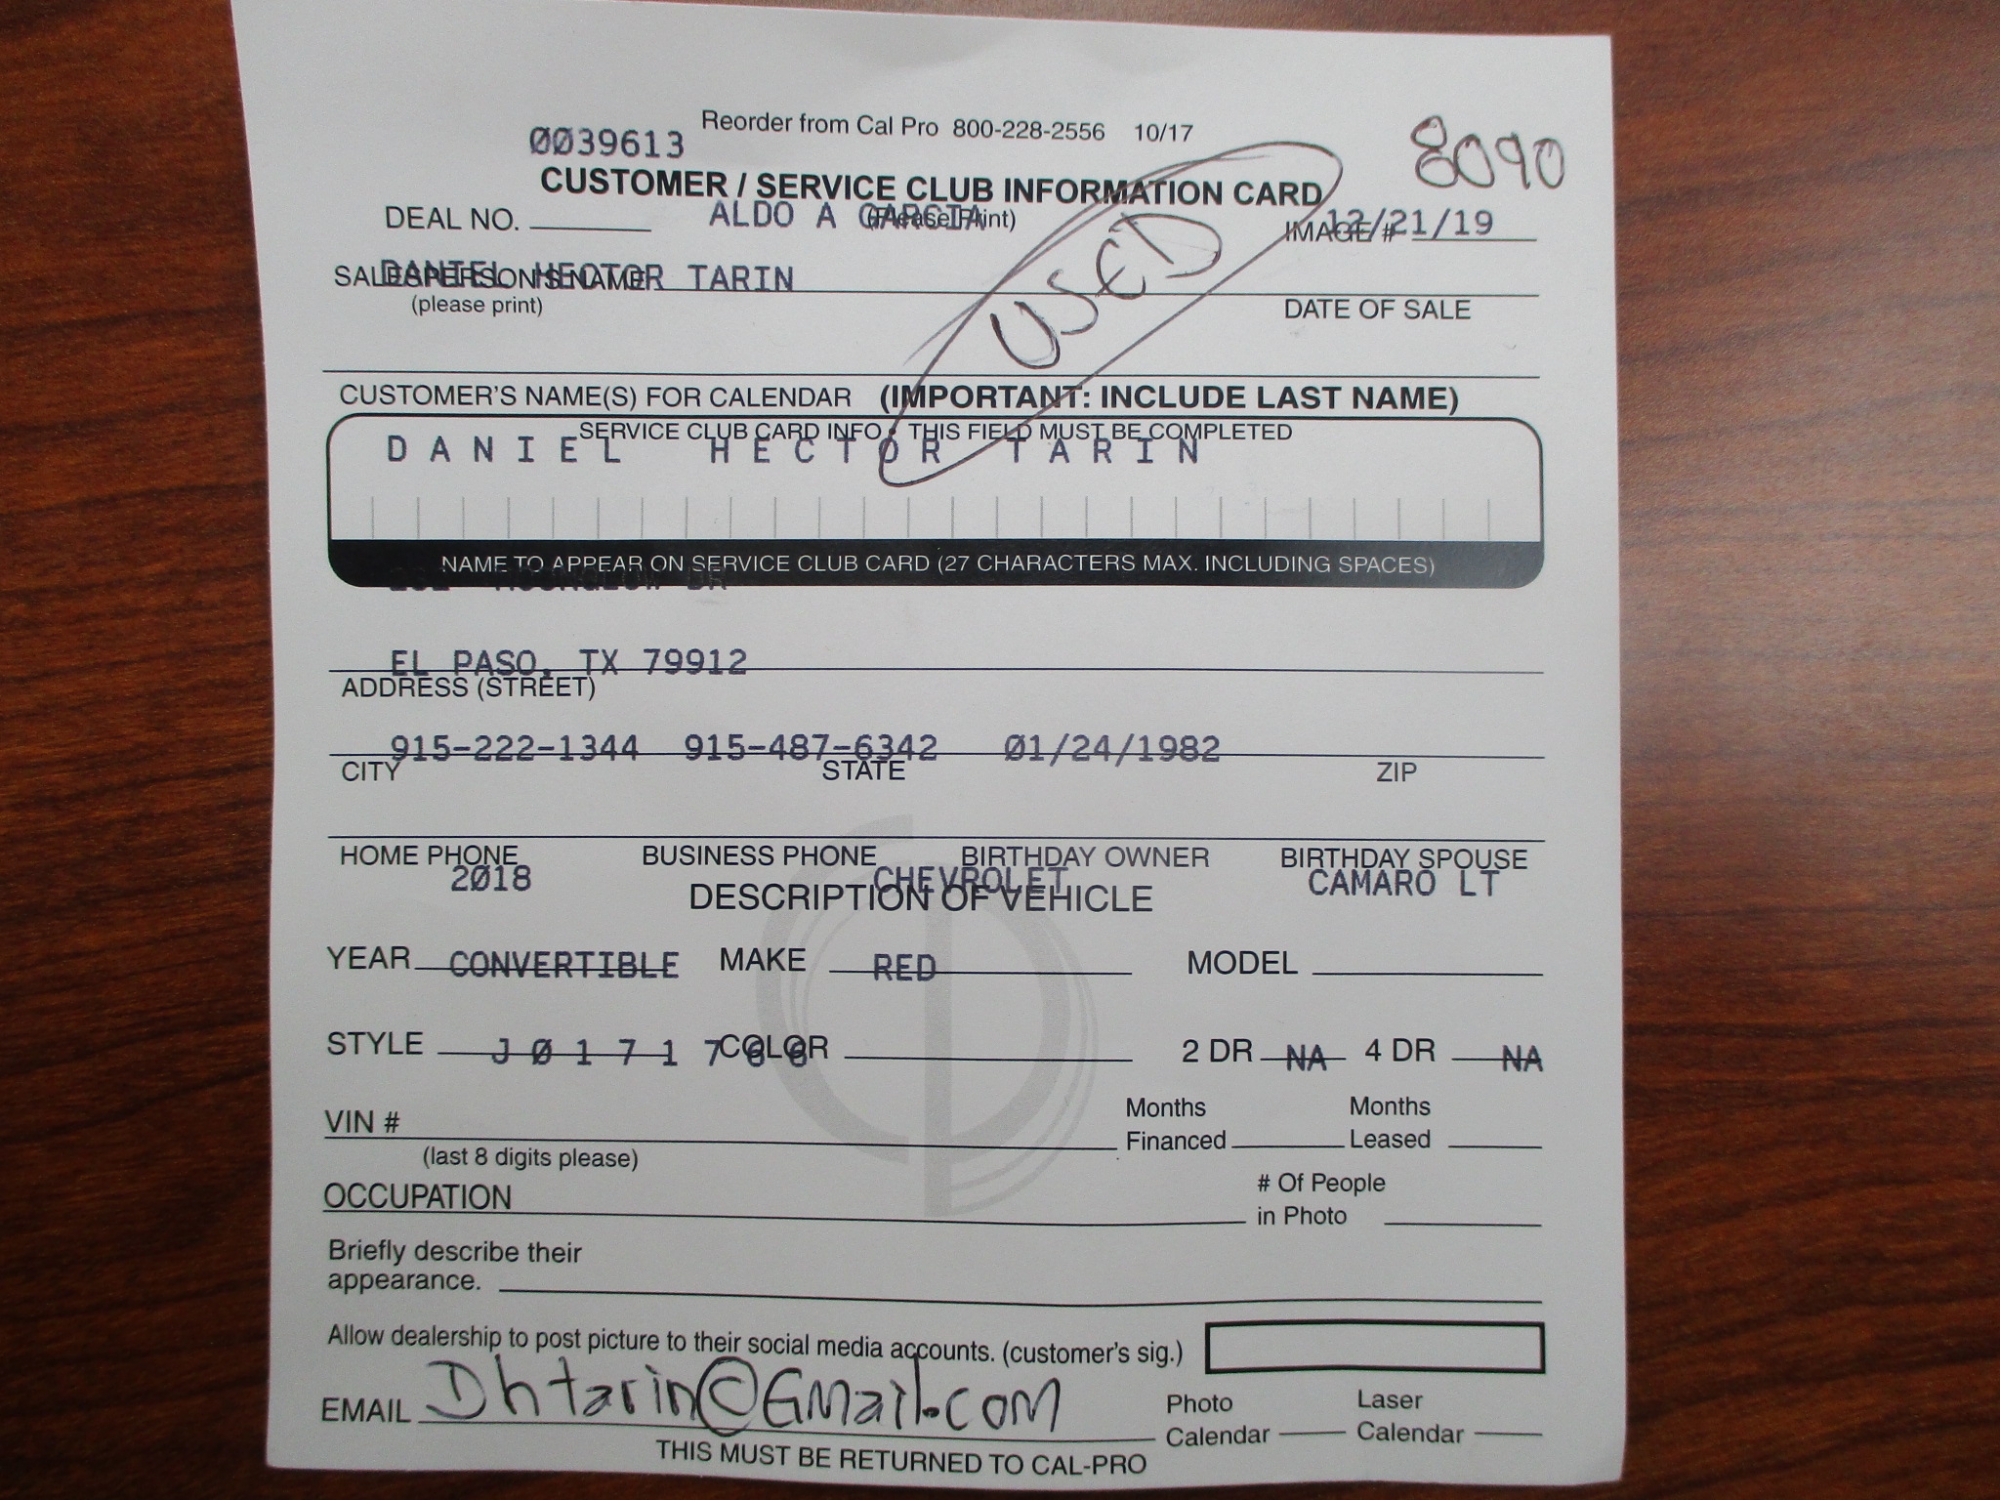 Reorder from Cal Pro 800-228-2556 10/17
0039613
8090
CUSTOMER / SERVICE CLUB INFORMATION CARD
(Please Print)
DEAL NO. ALDO A GARCIA IMAGE # 12/21/19
USED
SALESPERSON'S NAME DANIEL HECTOR TARIN
(please print) DATE OF SALE
CUSTOMER'S NAME(S) FOR CALENDAR (IMPORTANT: INCLUDE LAST NAME)
SERVICE CLUB CARD INFO THIS FIELD MUST BE COMPLETED
DANIEL HECTOR TARIN
NAME TO APPEAR ON SERVICE CLUB CARD (27 CHARACTERS MAX. INCLUDING SPACES)
DR
EL PASO, TX 79912
ADDRESS (STREET)
915-222-1344 915-487-6342 01/24/1982
CITY STATE ZIP
HOME PHONE BUSINESS PHONE BIRTHDAY OWNER BIRTHDAY SPOUSE
2018 CHEVROLET CAMARO LT
DESCRIPTION OF VEHICLE
YEAR CONVERTIBLE MAKE RED MODEL
STYLE COLOR 2 DR NA 4 DR NA
VIN # Months Financed Months Leased
(last 8 digits please)
OCCUPATION # Of People in Photo
Briefly describe their
appearance.
Allow dealership to post picture to their social media accounts. (customer's sig.)
EMAIL Dhtarin@Gmail.com Photo Calendar Laser Calendar
THIS MUST BE RETURNED TO CAL-PRO